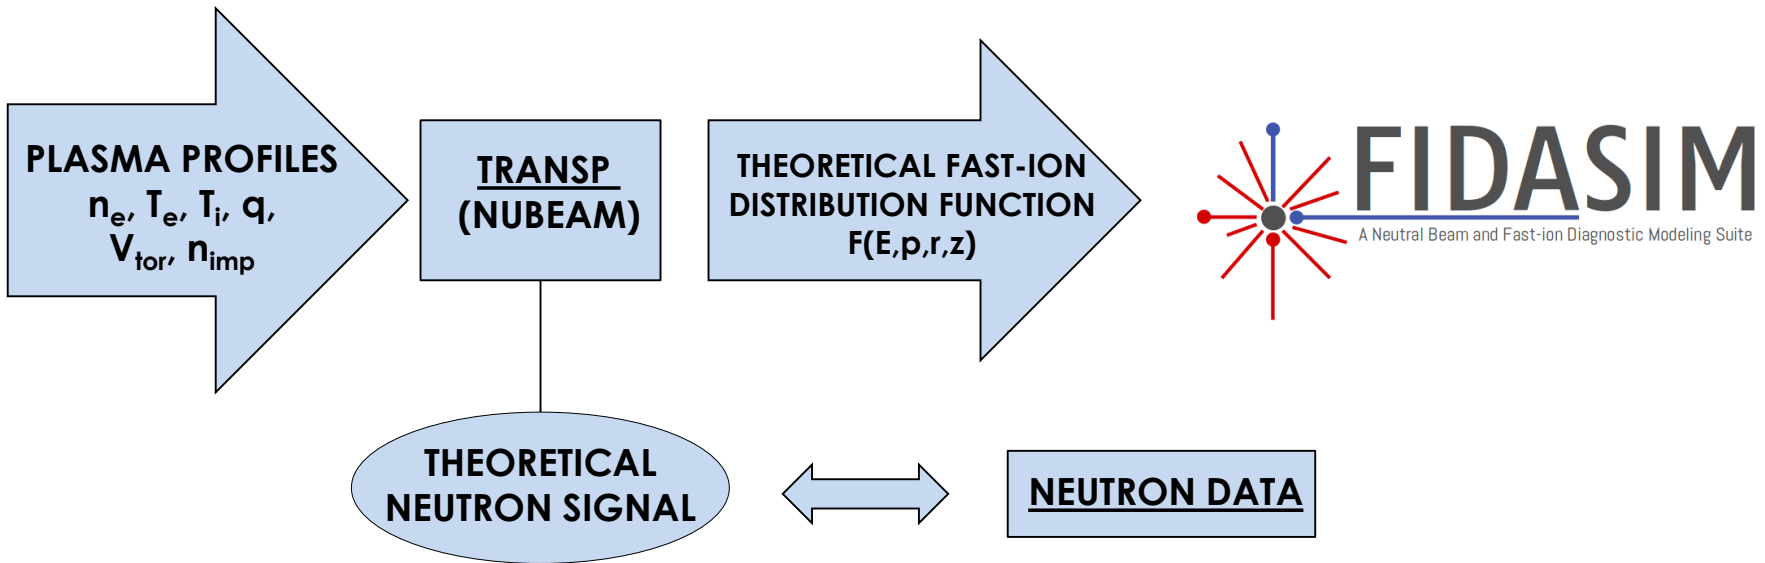 PLASMA PROFILES
nₑ, Tₑ, Tᵢ, q,
Vtor, nimp
TRANSP
(NUBEAM)
THEORETICAL FAST-ION
DISTRIBUTION FUNCTION
F(E,p,r,z)
FIDASIM
A Neutral Beam and Fast-ion Diagnostic Modeling Suite
THEORETICAL
NEUTRON SIGNAL
NEUTRON DATA